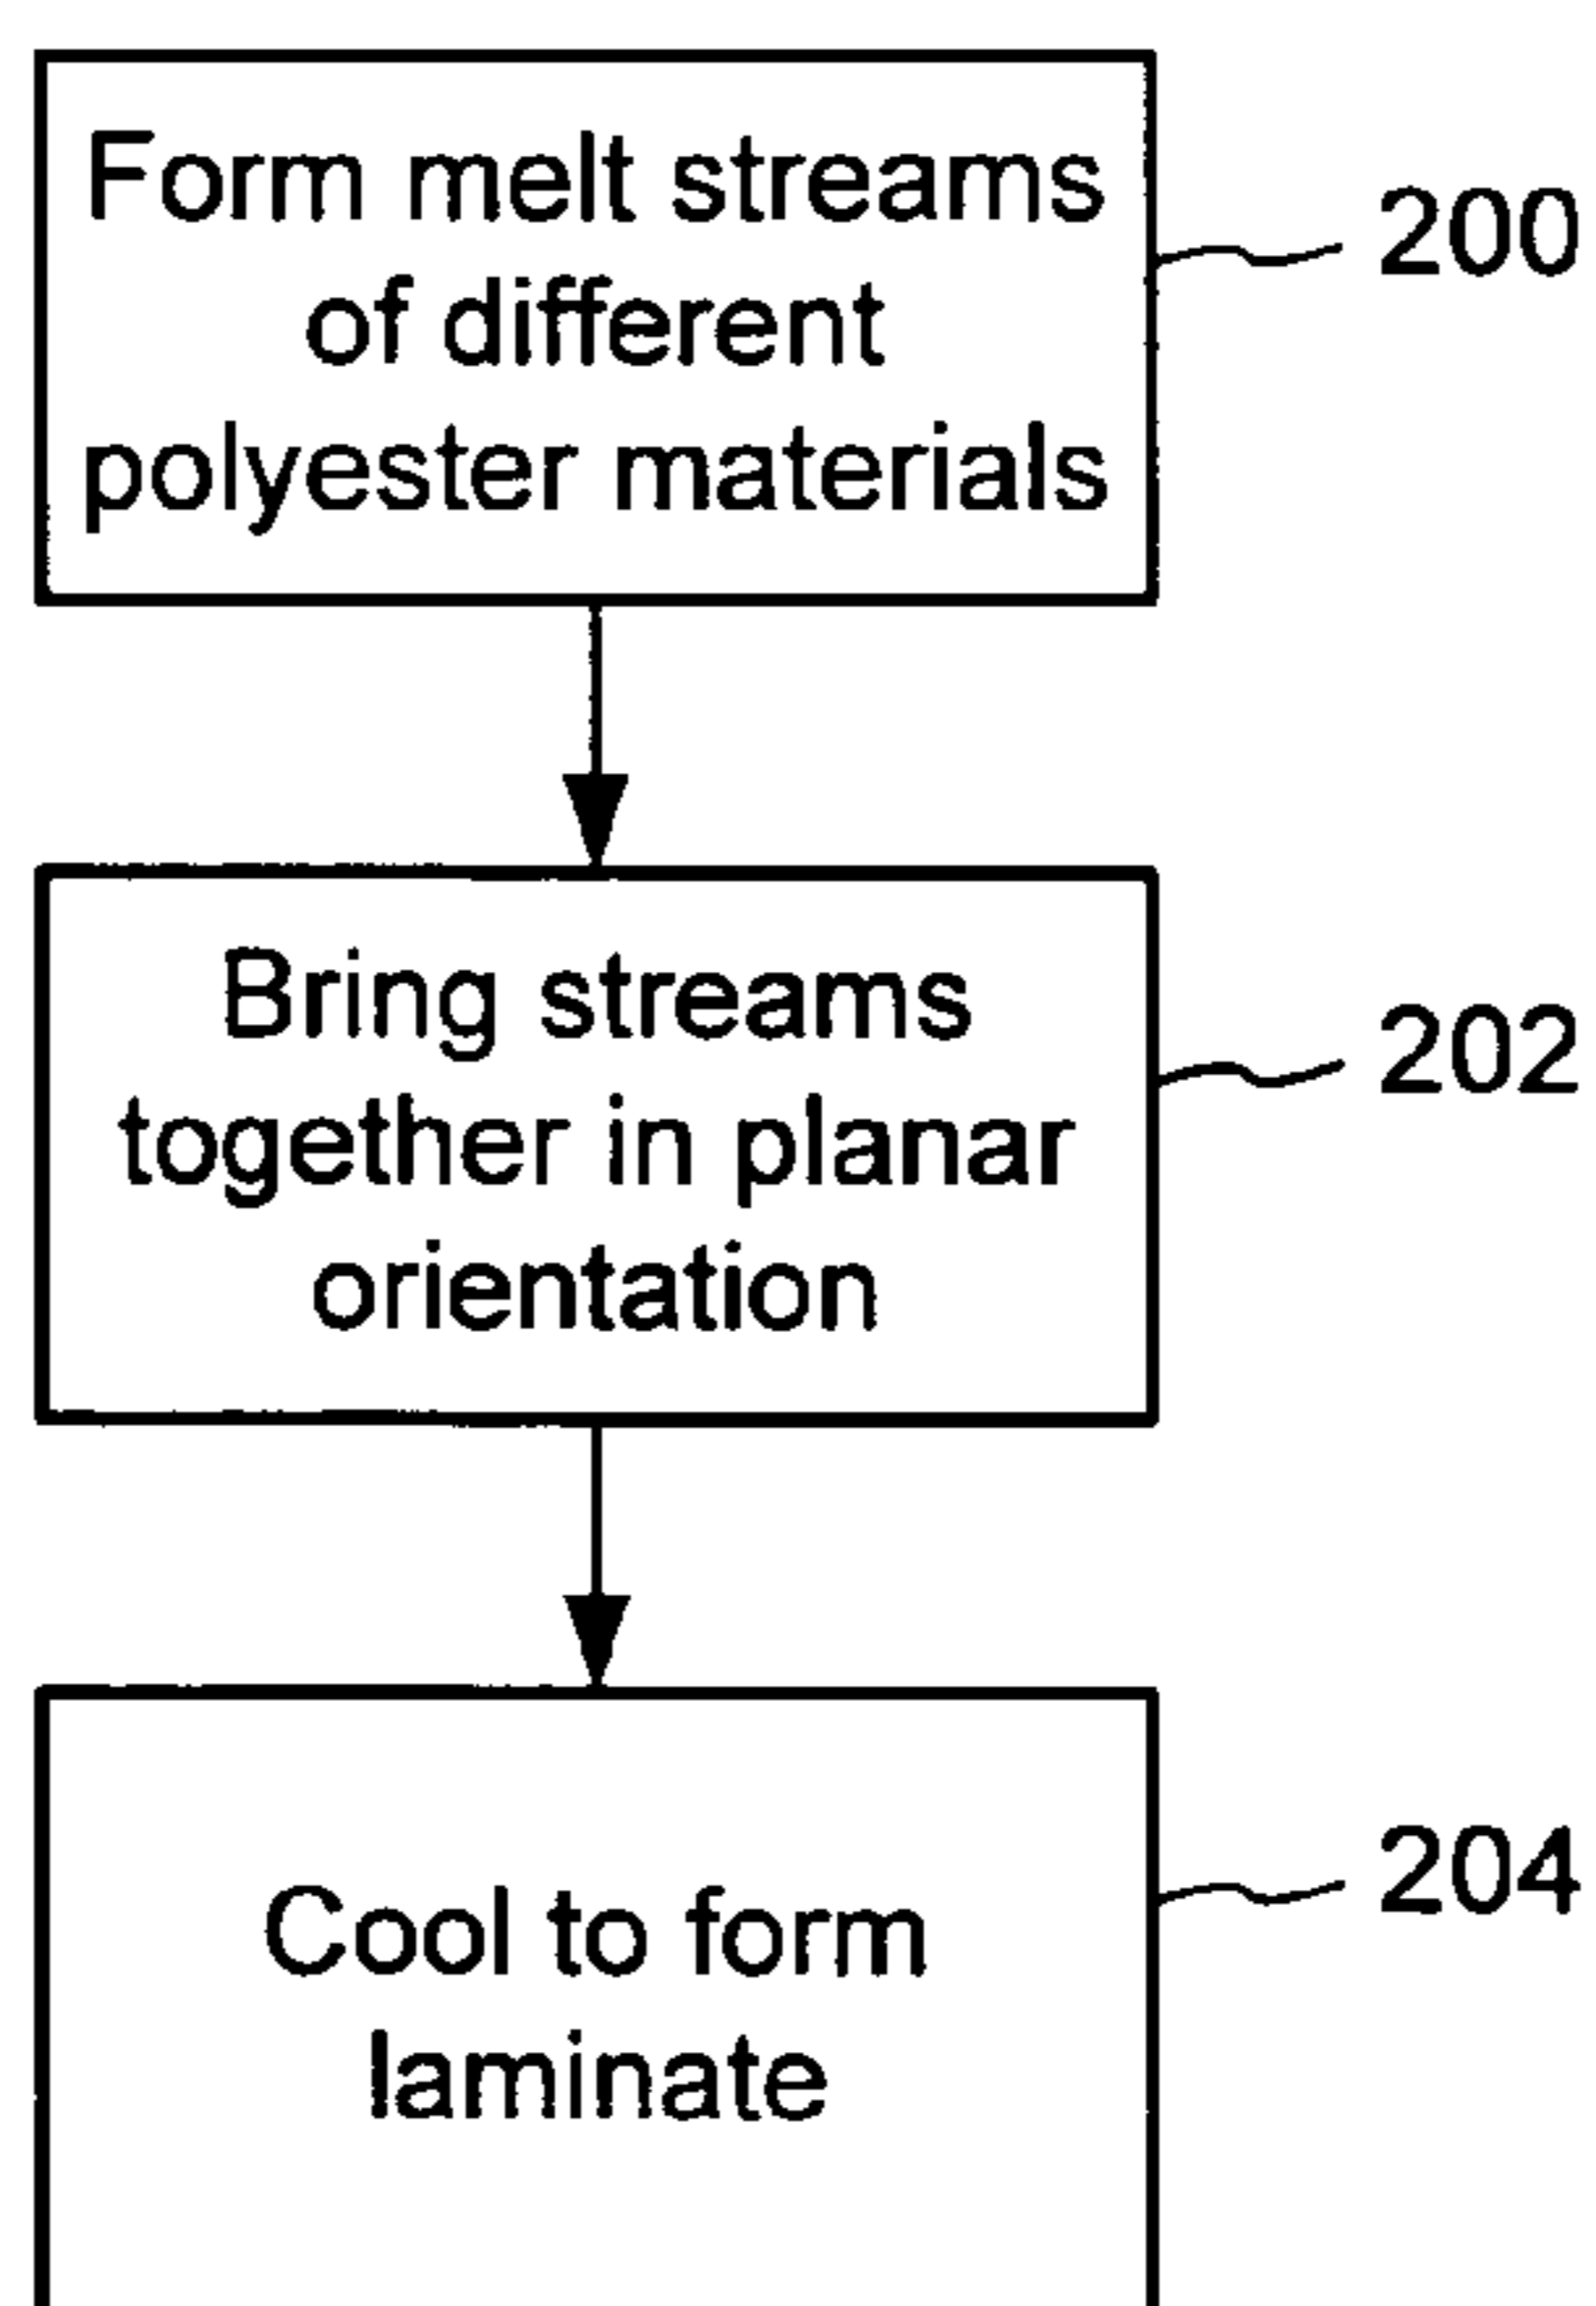 Form melt streams
of different
polyester materials
200
Bring streams
together in planar
orientation
202
Cool to form
laminate
204